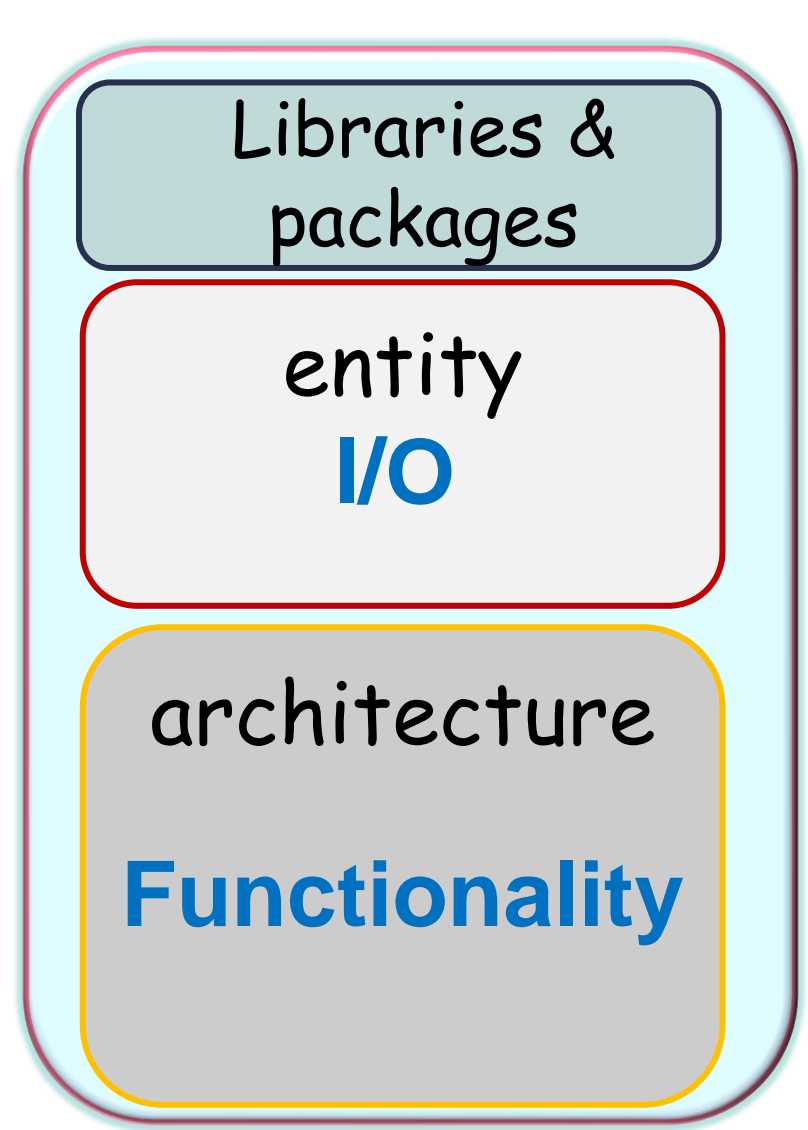 Libraries &
packages
entity
I/O
architecture
Functionality